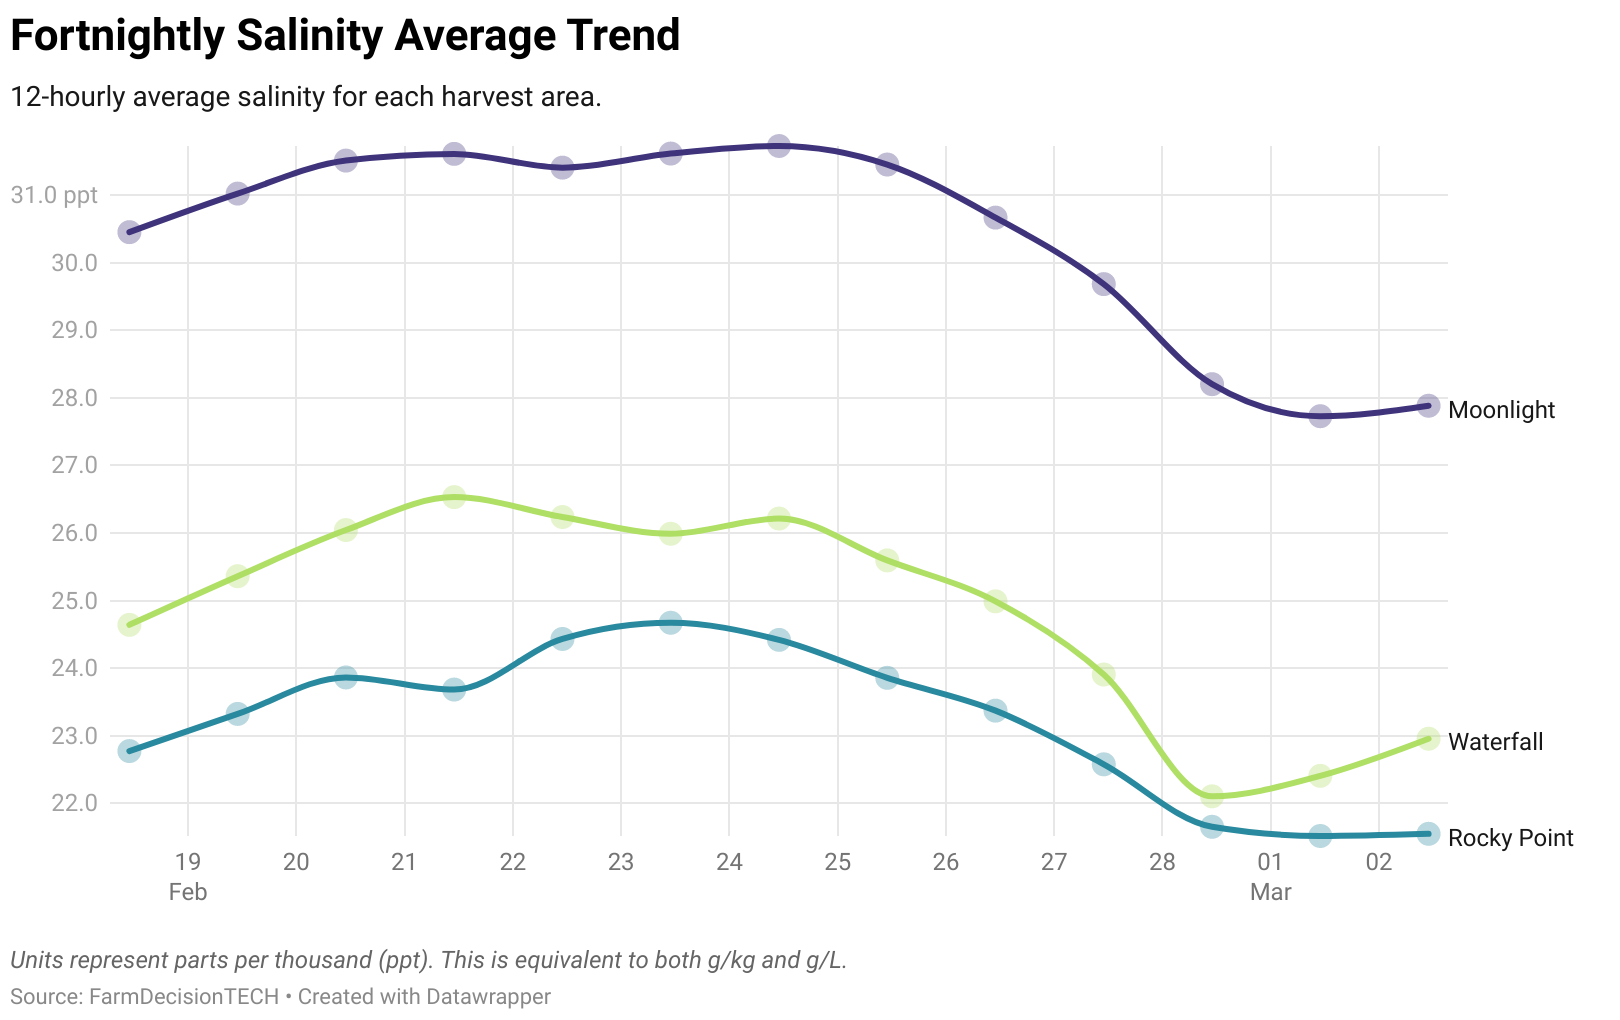 Fortnightly Salinity Average Trend
12-hourly average salinity for each harvest area.
31.0 ppt
30.0
29.0
28.0
27.0
26.0
25.0
24.0
23.0
22.0
Moonlight
Waterfall
Rocky Point
19 20 21 22 23 24 25 26 27 28 01 02
Feb Mar
Units represent parts per thousand (ppt). This is equivalent to both g/kg and g/L.
Source: FarmDecisionTECH • Created with Datawrapper